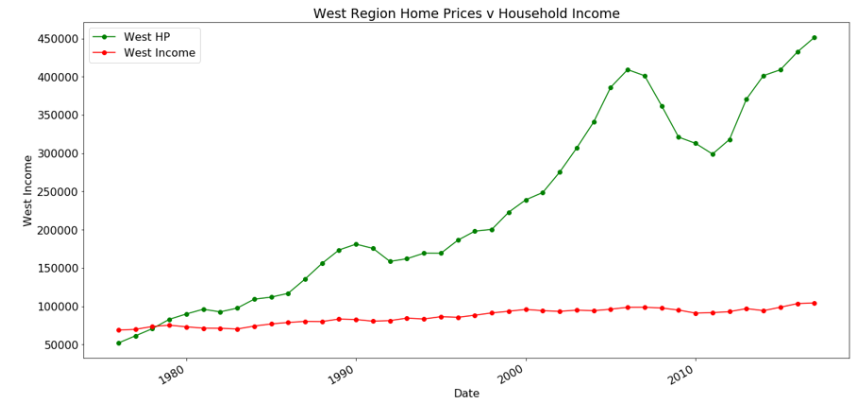 West Region Home Prices v Household Income
West HP
West Income
450000
400000
350000
300000
250000
200000
150000
100000
50000
West Income
1980
1990
2000
2010
Date